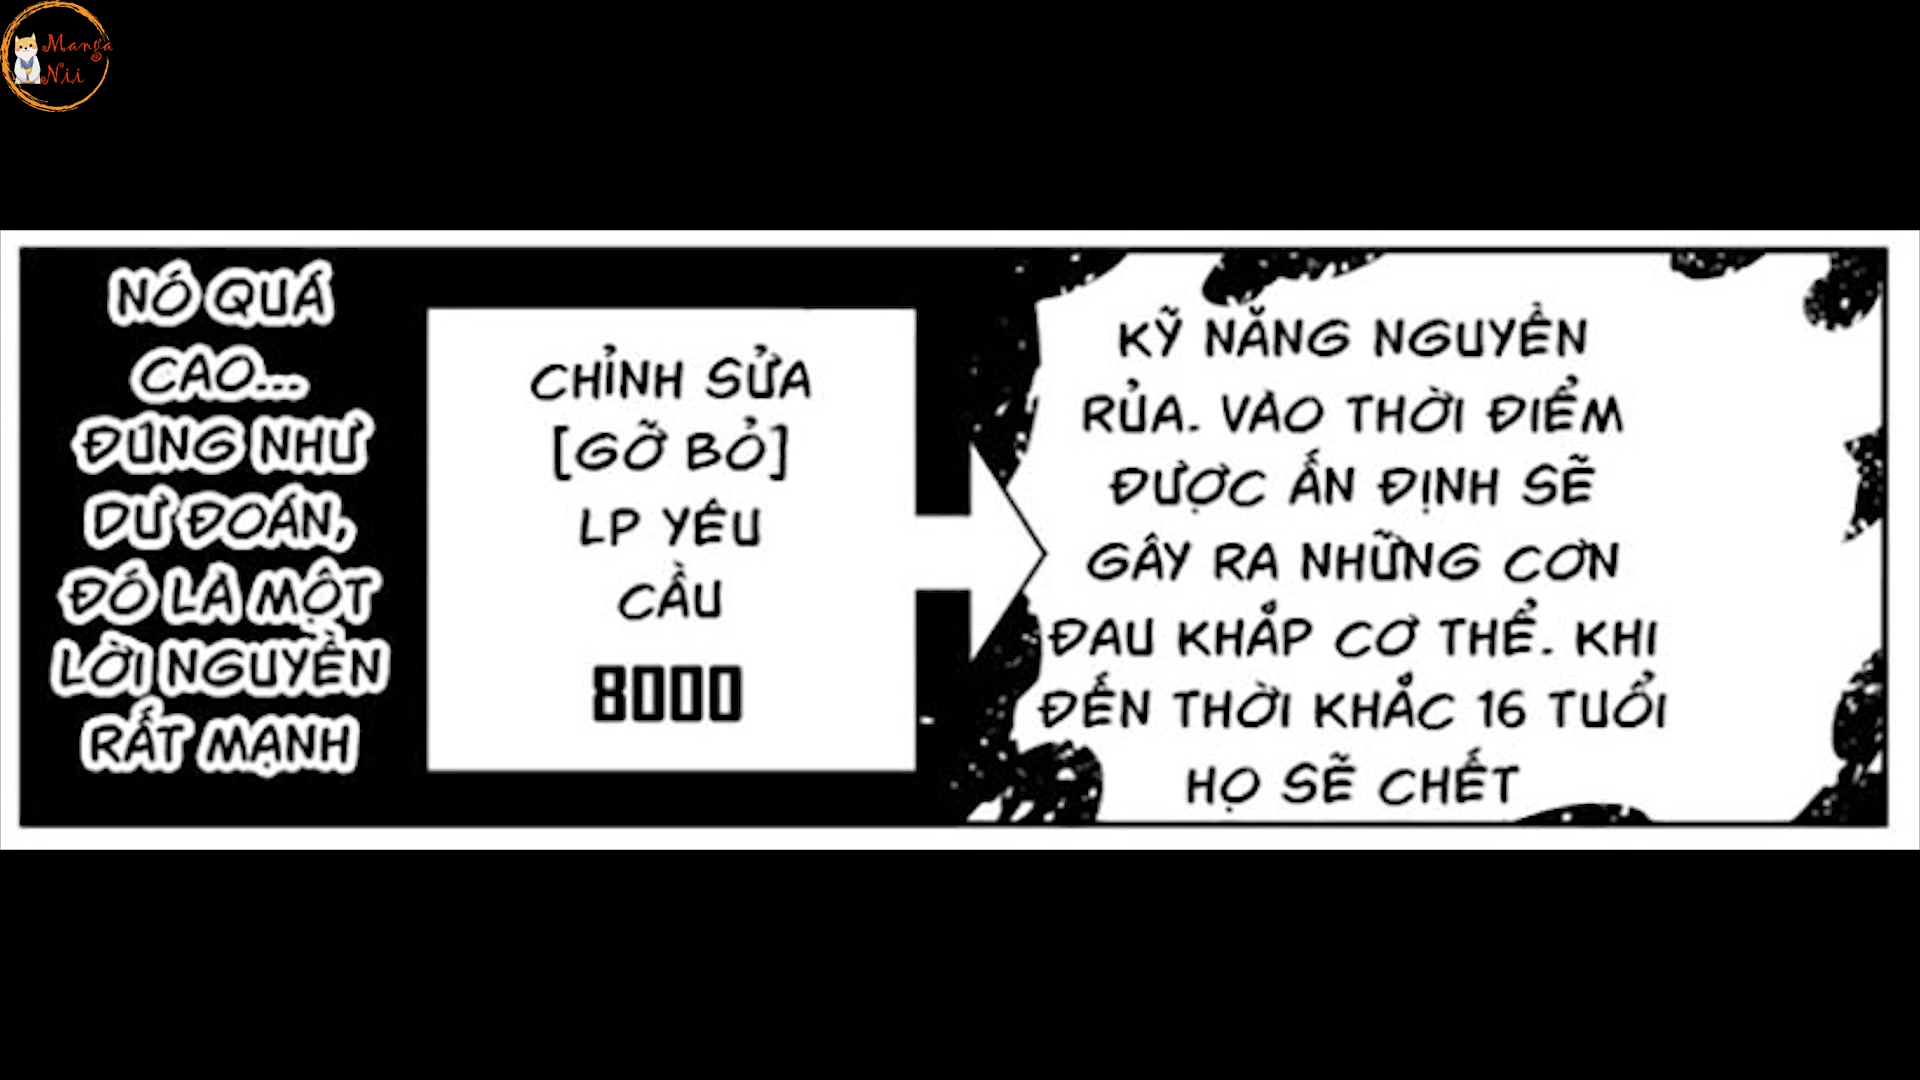 Manga
Nii
NÓ QUÁ
CAO...
ĐÚNG NHƯ
DỰ ĐOÁN,
ĐÓ LÀ MỘT
LỜI NGUYỀN
RẤT MẠNH
CHỈNH SỬA
[GỠ BỎ]
LP YÊU
CẦU
8000
KỸ NĂNG NGUYỀN
RỦA. VÀO THỜI ĐIỂM
ĐƯỢC ẤN ĐỊNH SẼ
GÂY RA NHỮNG CƠN
ĐAU KHẮP CƠ THỂ. KHI
ĐẾN THỜI KHẮC 16 TUỔI
HỌ SẼ CHẾT